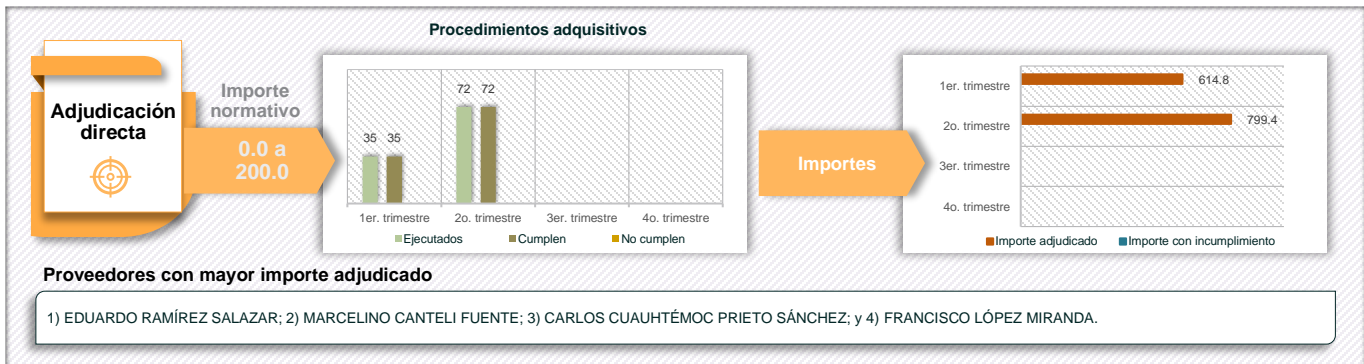 Procedimientos adquisitivos
Adjudicación
directa
Importe
normativo
0.0 a
200.0
35 35
72 72
1er. trimestre 2o. trimestre 3er. trimestre 4o. trimestre
Ejecutados Cumplen No cumplen
Importes
1er. trimestre 614.8
2o. trimestre 799.4
3er. trimestre
4o. trimestre
Importe adjudicado Importe con incumplimiento
Proveedores con mayor importe adjudicado
1) EDUARDO RAMÍREZ SALAZAR; 2) MARCELINO CANTELI FUENTE; 3) CARLOS CUAUHTÉMOC PRIETO SÁNCHEZ; y 4) FRANCISCO LÓPEZ MIRANDA.